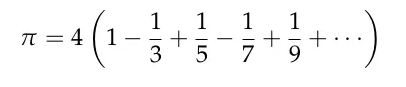 π = 4 ( 1 − 1/3 + 1/5 − 1/7 + 1/9 + ⋯ )